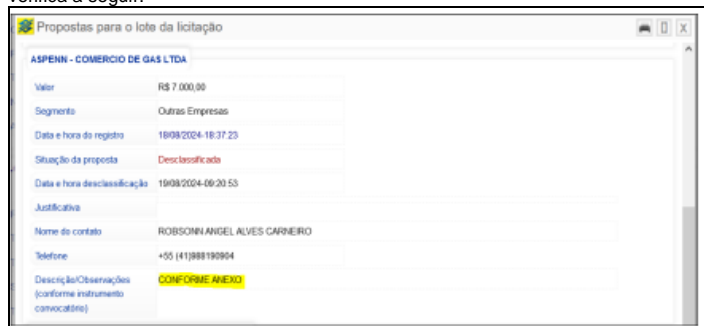 verifica a seguir:
Propostas para o lote da licitação
X
ASPENN - COMERCIO DE GAS LTDA
Valor R$ 7.000,00
Segmento Outras Empresas
Data e hora do registro 18/08/2024-18:37:23
Situação da proposta Desclassificada
Data e hora desclassificação 19/08/2024-09:20:53
Justificativa
Nome do contato ROBSONN ANGEL ALVES CARNEIRO
Telefone +55 (41)988190904
Descrição/Observações CONFORME ANEXO
(conforme instrumento
convocatório)